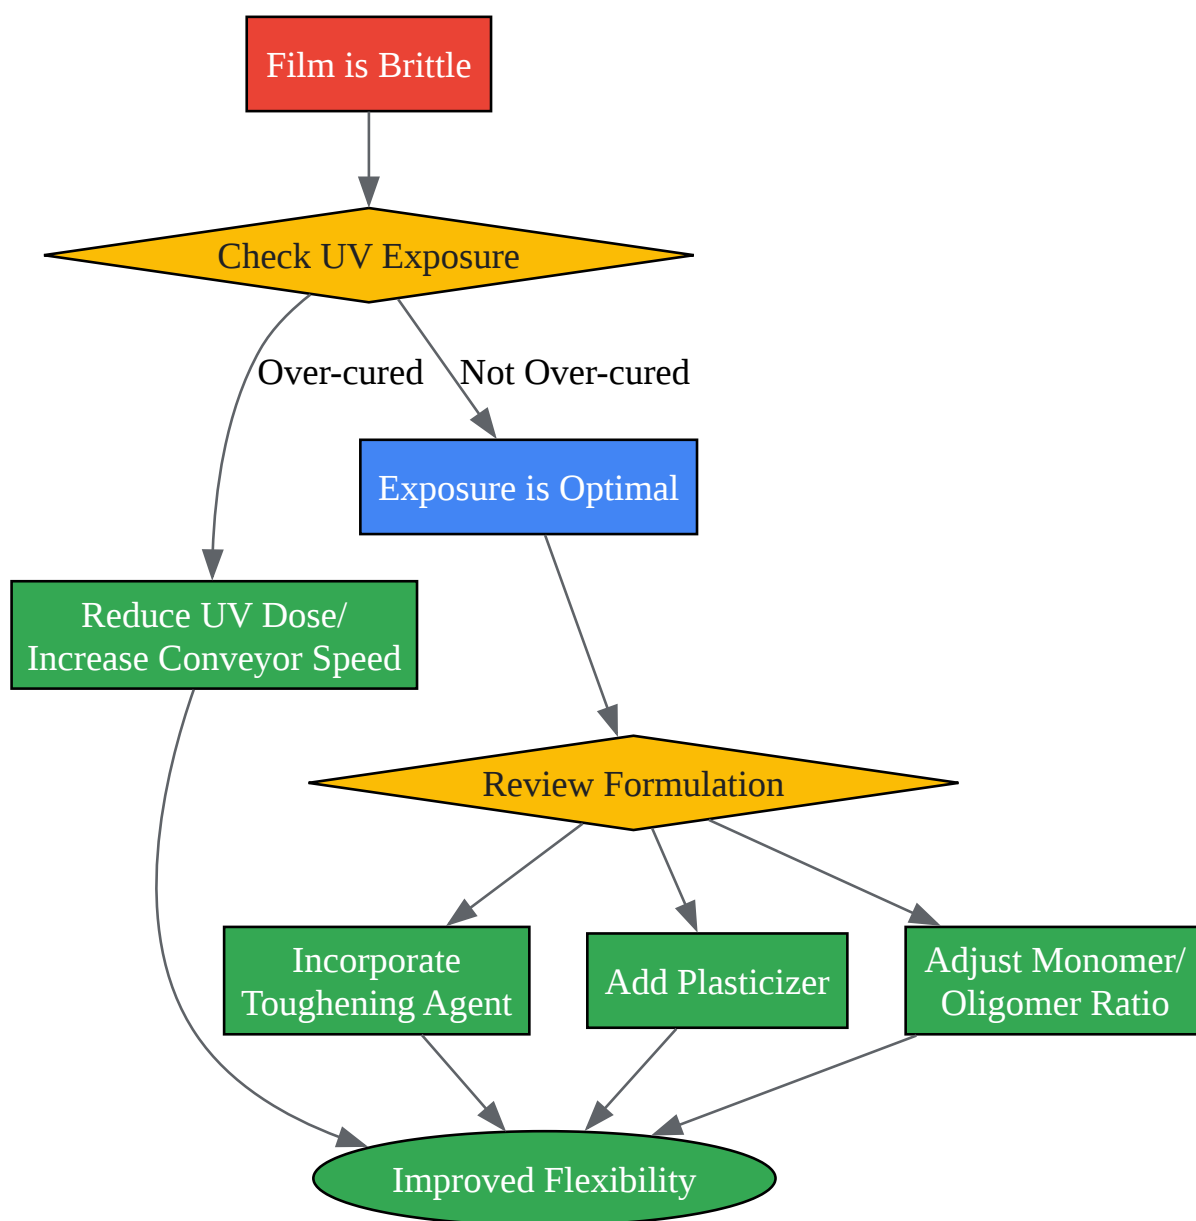 Film is Brittle
Check UV Exposure
Over-cured
Not Over-cured
Exposure is Optimal
Reduce UV Dose/
Increase Conveyor Speed
Review Formulation
Incorporate
Toughening Agent
Add Plasticizer
Adjust Monomer/
Oligomer Ratio
Improved Flexibility